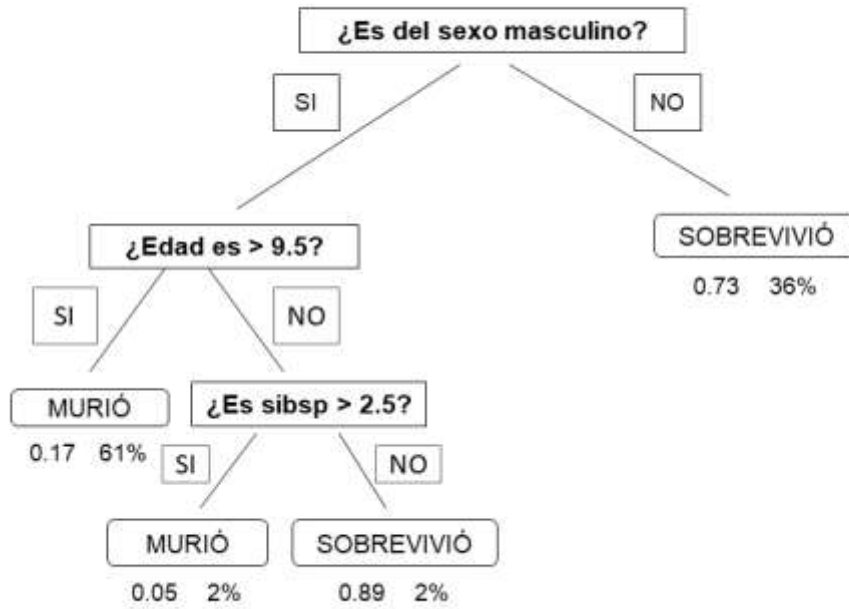 ¿Es del sexo masculino?
SI
NO
¿Edad es > 9.5?
SOBREVIVIÓ
0.73 36%
SI
NO
MURIÓ
¿Es sibsp > 2.5?
0.17 61%
SI
NO
MURIÓ
SOBREVIVIÓ
0.05 2%
0.89 2%